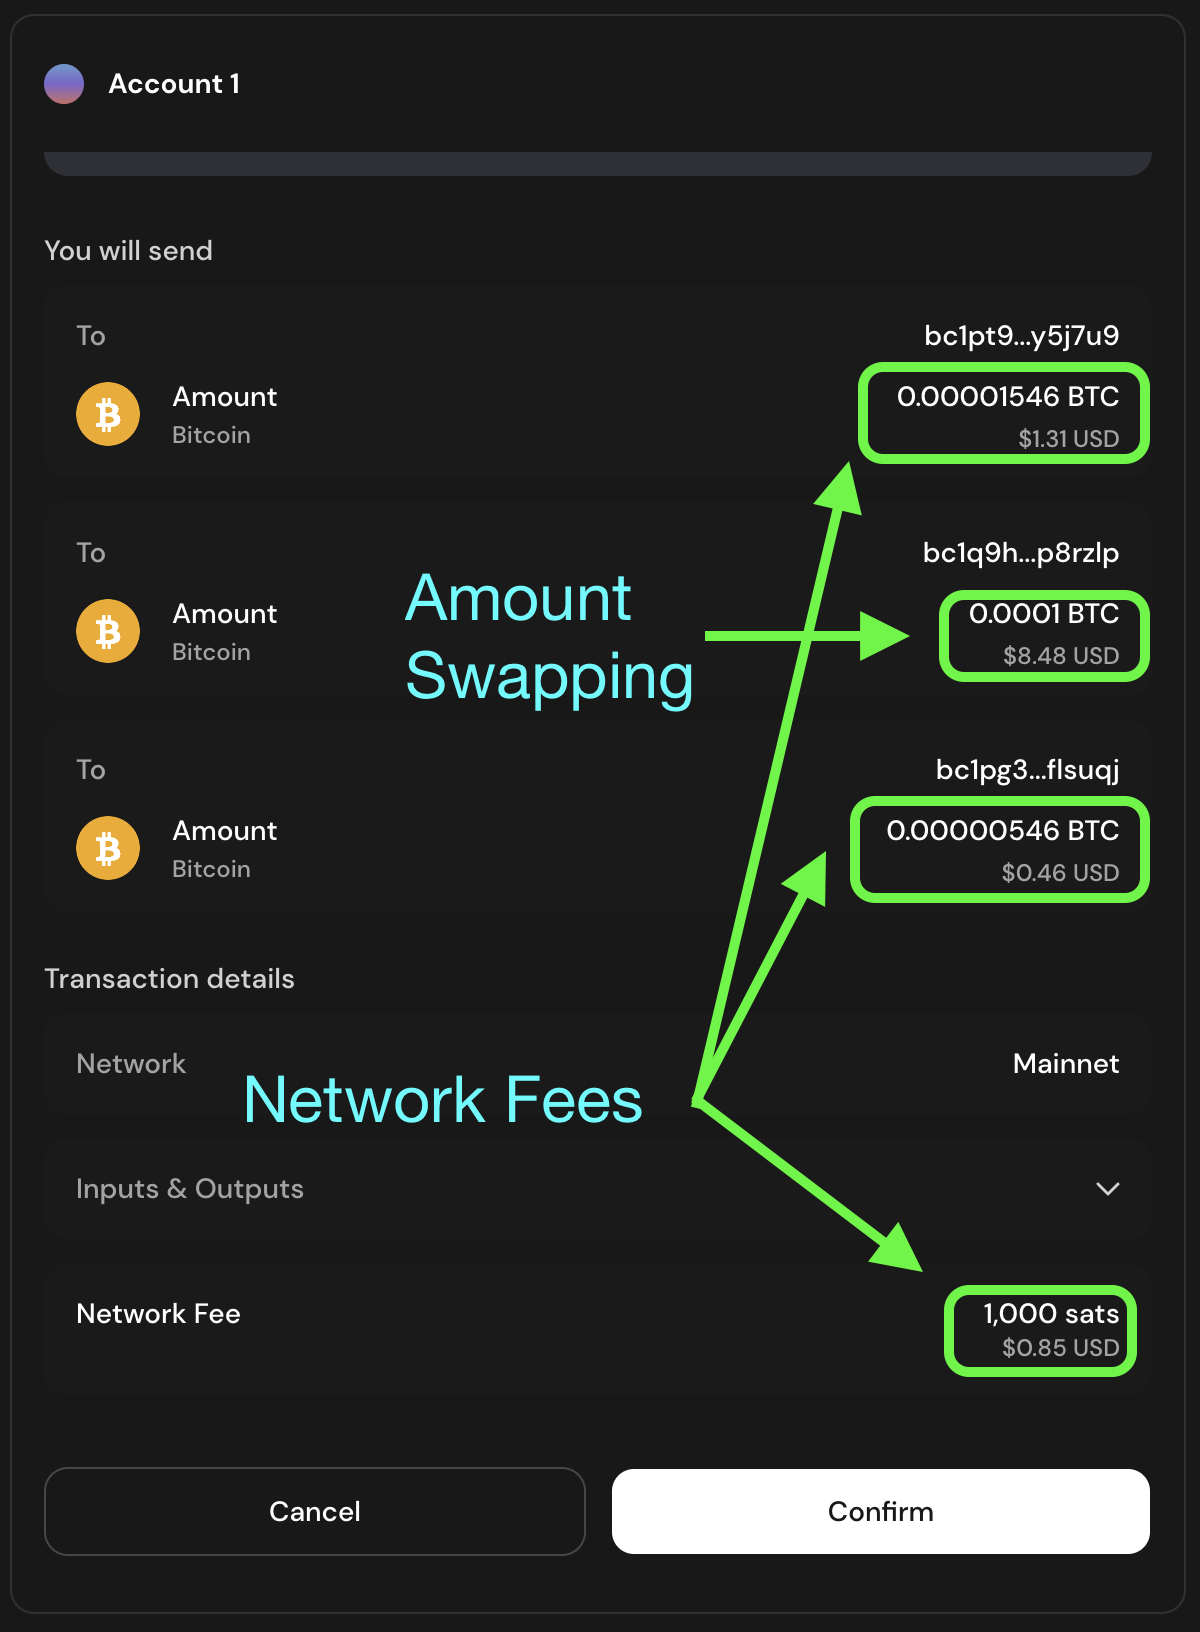 Account 1
You will send
To
bc1pt9...y5j7u9
Amount
0.00001546 BTC
Bitcoin
$1.31 USD
To
bc1q9h...p8rzlp
Amount
0.0001 BTC
Bitcoin
$8.48 USD
Amount
Swapping
To
bc1pg3...flsuqj
Amount
0.00000546 BTC
Bitcoin
$0.46 USD
Transaction details
Network
Mainnet
Network Fees
Inputs & Outputs
Network Fee
1,000 sats
$0.85 USD
Cancel
Confirm